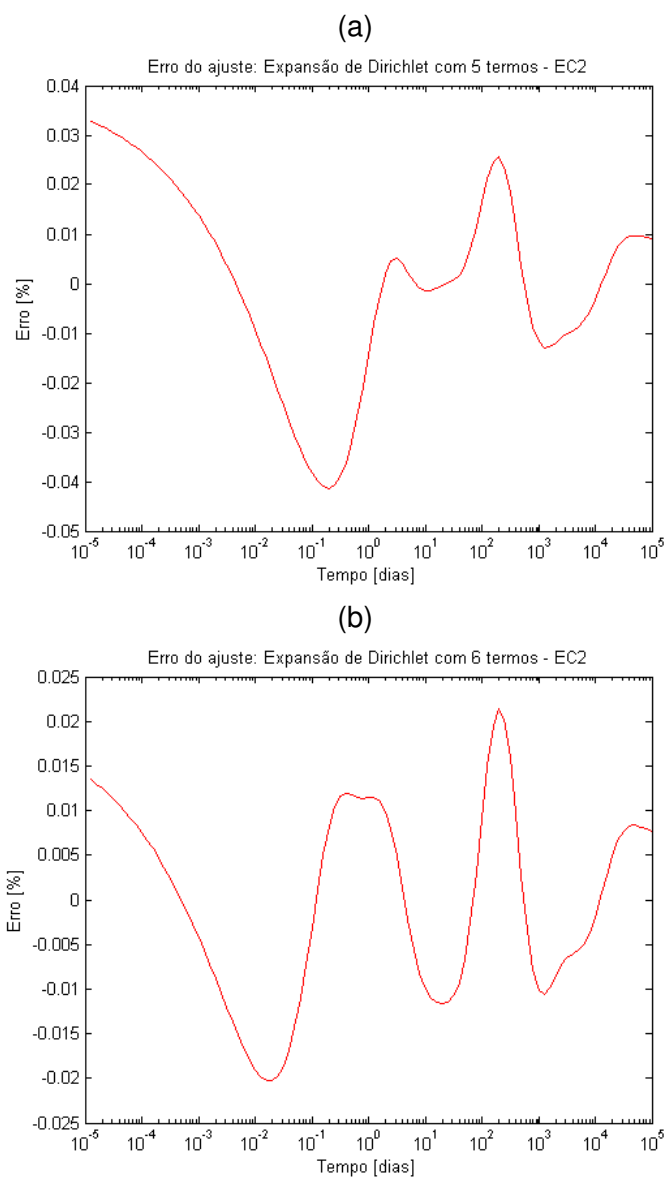 (a)
Erro do ajuste: Expansão de Dirichlet com 5 termos - EC2
0.04
0.03
0.02
0.01
0
-0.01
-0.02
-0.03
-0.04
-0.05
Erro [%]
10^-5 10^-4 10^-3 10^-2 10^-1 10^0 10^1 10^2 10^3 10^4 10^5
Tempo [dias]
(b)
Erro do ajuste: Expansão de Dirichlet com 6 termos - EC2
0.025
0.02
0.015
0.01
0.005
0
-0.005
-0.01
-0.015
-0.02
-0.025
Erro [%]
10^-5 10^-4 10^-3 10^-2 10^-1 10^0 10^1 10^2 10^3 10^4 10^5
Tempo [dias]